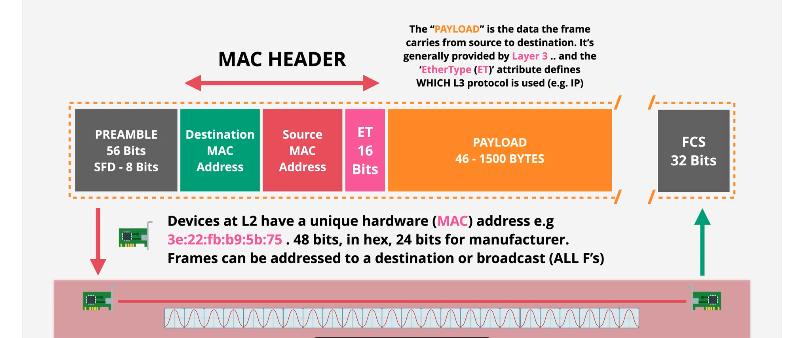 The “PAYLOAD” is the data the frame
carries from source to destination. It’s
generally provided by Layer 3 .. and the
‘EtherType (ET)’ attribute defines
WHICH L3 protocol is used (e.g. IP)
MAC HEADER
PREAMBLE
56 Bits
SFD - 8 Bits
Destination
MAC
Address
Source
MAC
Address
ET
16
Bits
PAYLOAD
46 - 1500 BYTES
FCS
32 Bits
Devices at L2 have a unique hardware (MAC) address e.g
3e:22:fb:b9:5b:75 . 48 bits, in hex, 24 bits for manufacturer.
Frames can be addressed to a destination or broadcast (ALL F’s)